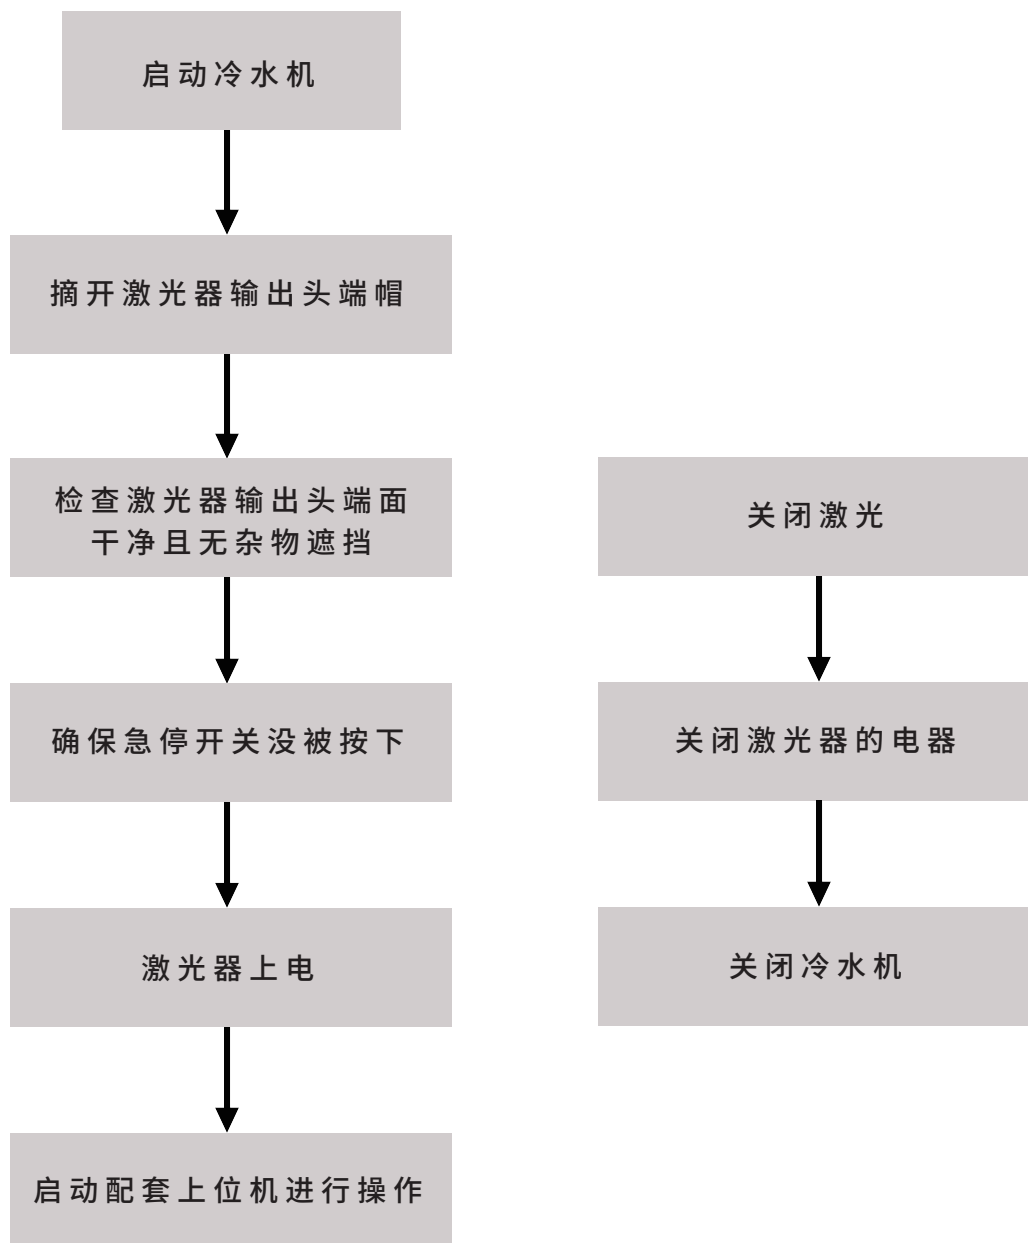 启动冷水机
摘开激光器输出头端帽
检查激光器输出头端面
干净且无杂物遮挡
确保急停开关没被按下
激光器上电
启动配套上位机进行操作
关闭激光
关闭激光器的电器
关闭冷水机